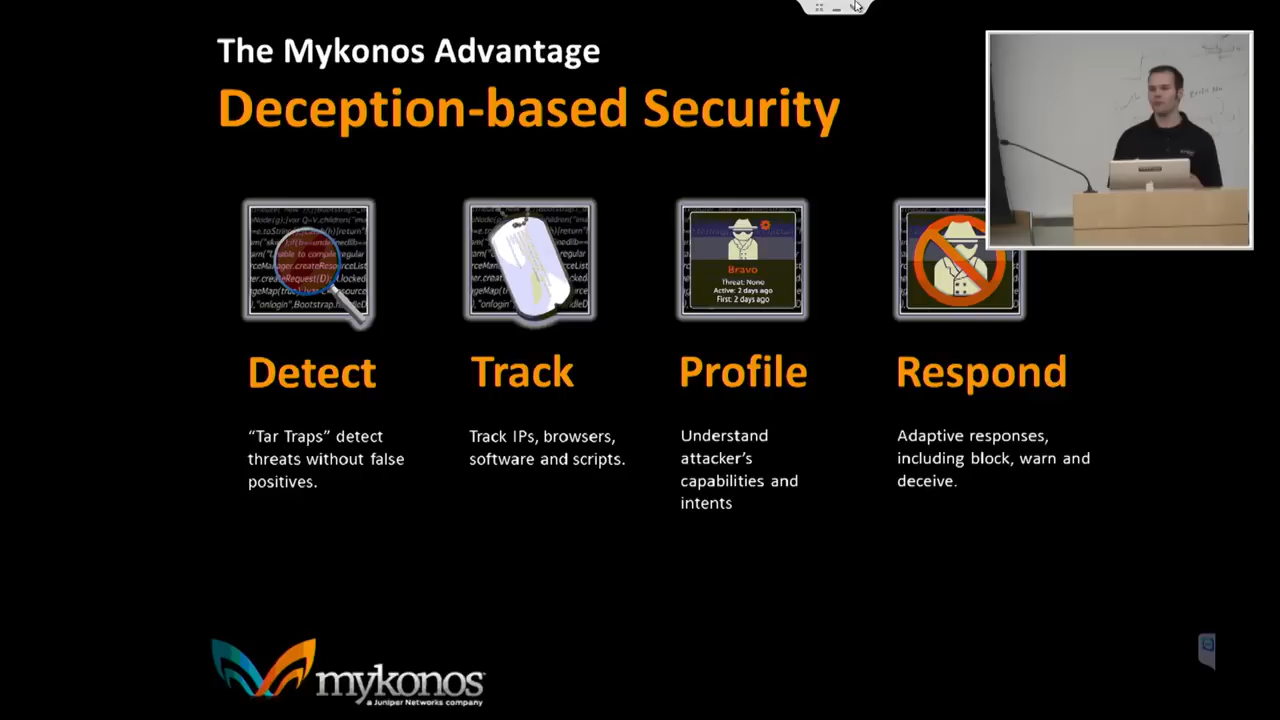 The Mykonos Advantage
Deception-based Security
Bravo
Threat: None
Active: 2 days ago
First: 2 days ago
Detect
Track
Profile
Respond
“Tar Traps” detect
threats without false
positives.
Track IPs, browsers,
software and scripts.
Understand
attacker’s
capabilities and
intents
Adaptive responses,
including block, warn and
deceive.
mykonos
a Juniper Networks company